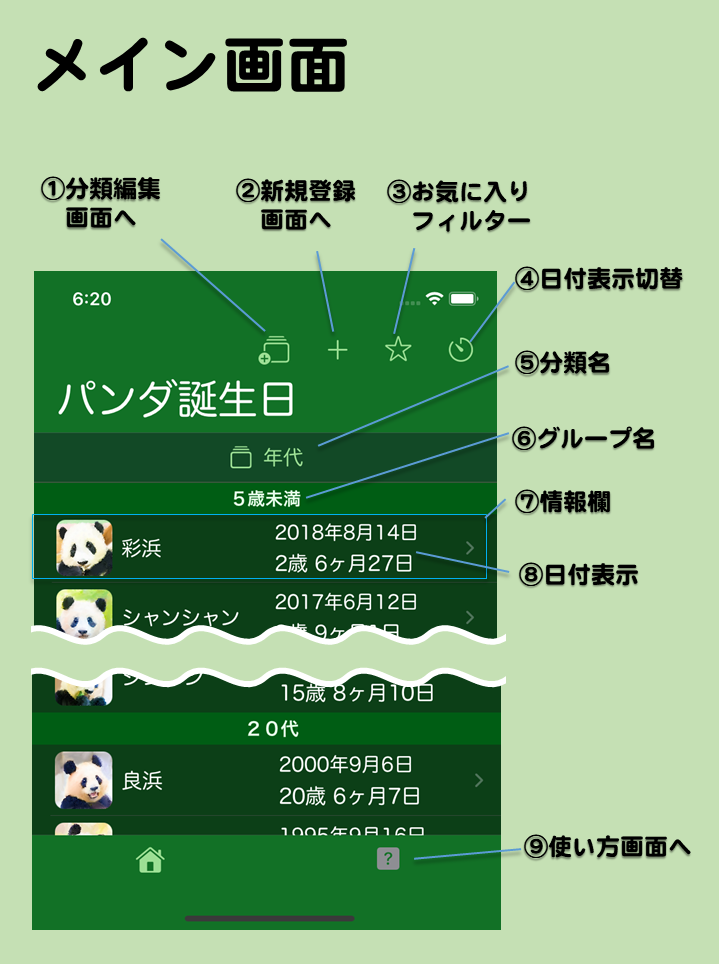 メイン画面
①分類編集
画面へ
②新規登録
画面へ
③お気に入り
フィルター
④日付表示切替
6:20
パンダ誕生日
⑤分類名
年代
⑥グループ名
5歳未満
⑦情報欄
彩浜
2018年8月14日
2歳 6ヶ月27日
⑧日付表示
シャンシャン
2017年6月12日
15歳 8ヶ月10日
20代
良浜
2000年9月6日
20歳 6ヶ月7日
1995年9月16日
?
⑨使い方画面へ